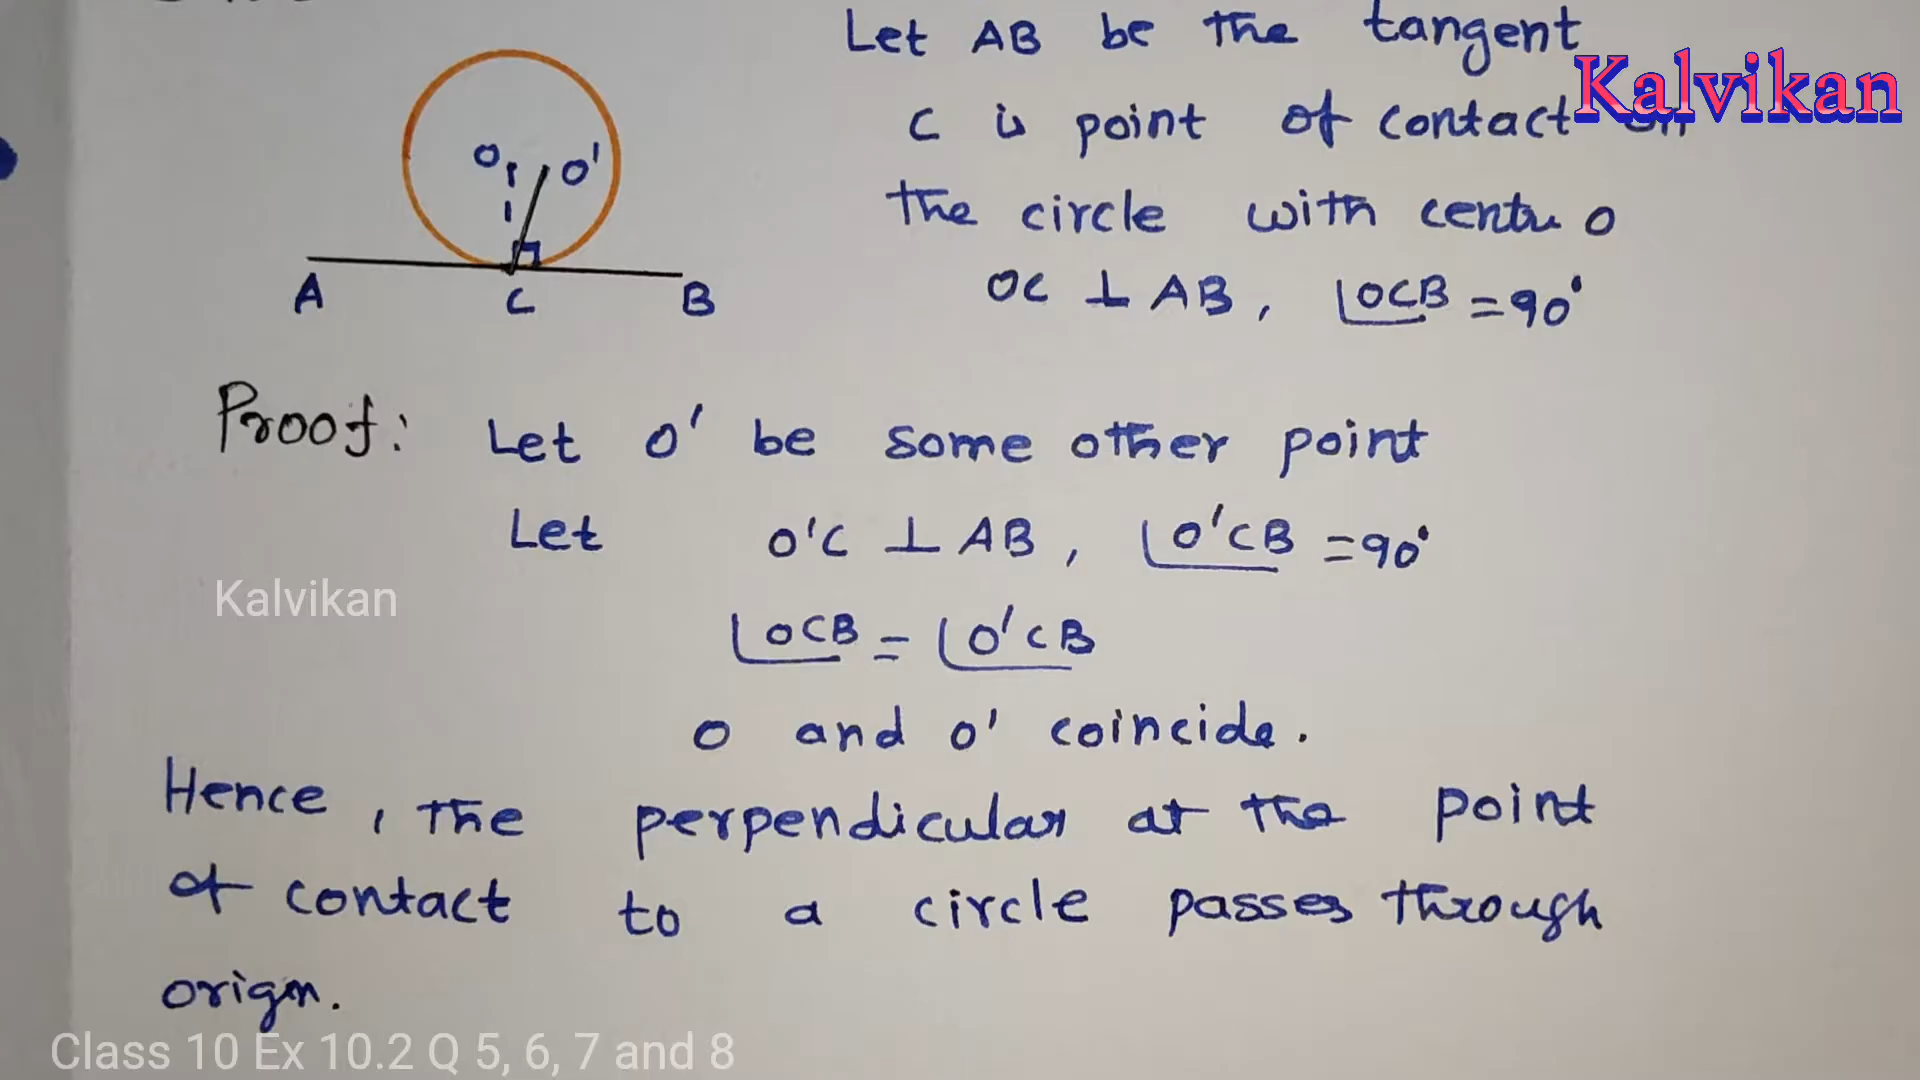 Let AB be the tangent
Kalvikan
C is point of contact
the circle with centre O
OC ⊥ AB, ∠OCB = 90°
O
O'
A
C
B
Proof: Let O' be some other point
Let O'C ⊥ AB, ∠O'CB = 90°
Kalvikan
∠OCB = ∠O'CB
O and O' coincide.
Hence, the perpendicular at the point
of contact to a circle passes through
origin.
Class 10 Ex 10.2 Q 5, 6, 7 and 8